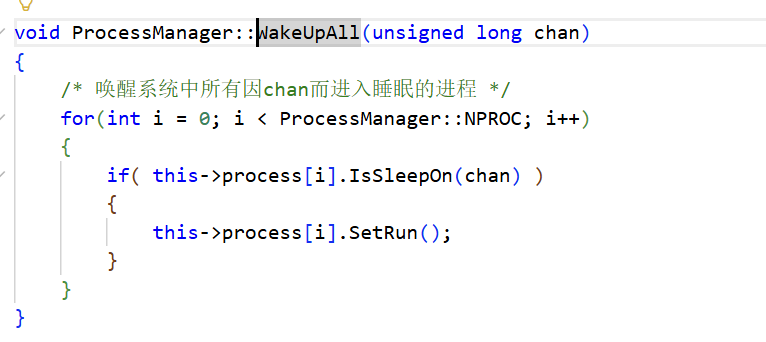 void ProcessManager::WakeUpAll(unsigned long chan)
{
    /* 唤醒系统中所有因chan而进入睡眠的进程 */
    for(int i = 0; i < ProcessManager::NPROC; i++)
    {
        if( this->process[i].IsSleepOn(chan) )
        {
            this->process[i].SetRun();
        }
    }
}